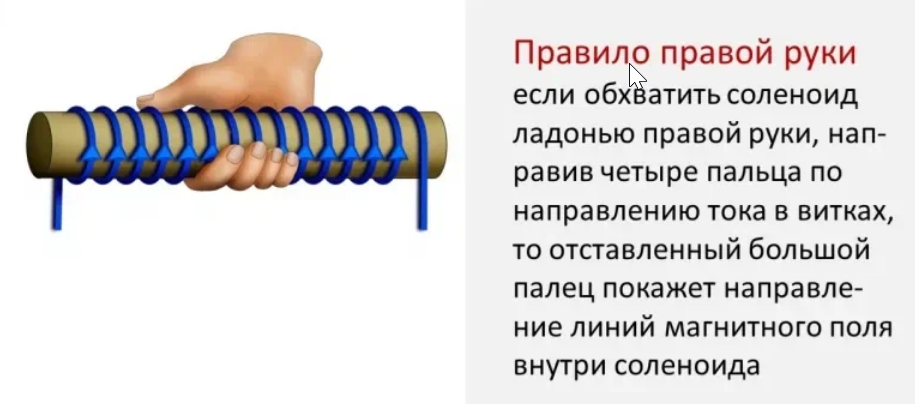 Правило правой руки
если обхватить соленоид
ладонью правой руки, нап-
равив четыре пальца по
направлению тока в витках,
то отставленный большой
палец покажет направле-
ние линий магнитного поля
внутри соленоида